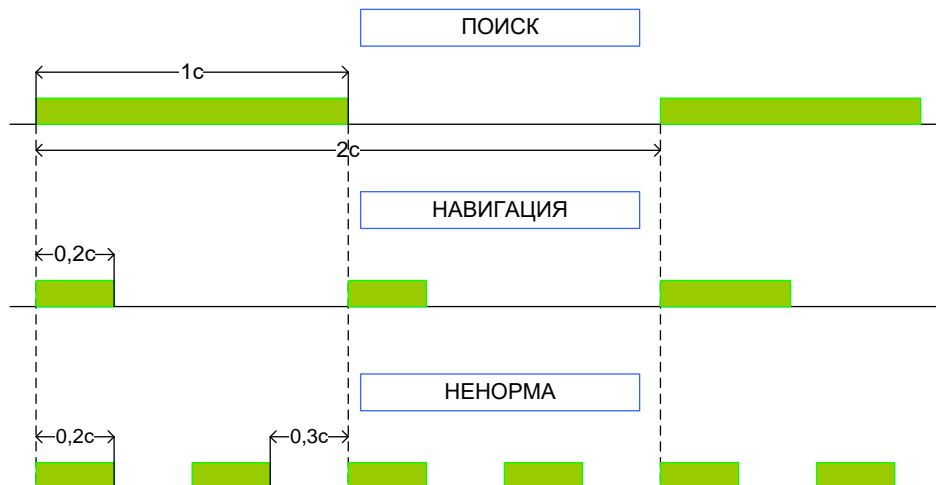 ПОИСК
1с
2с
НАВИГАЦИЯ
0,2с
НЕНОРМА
0,2с
0,3с